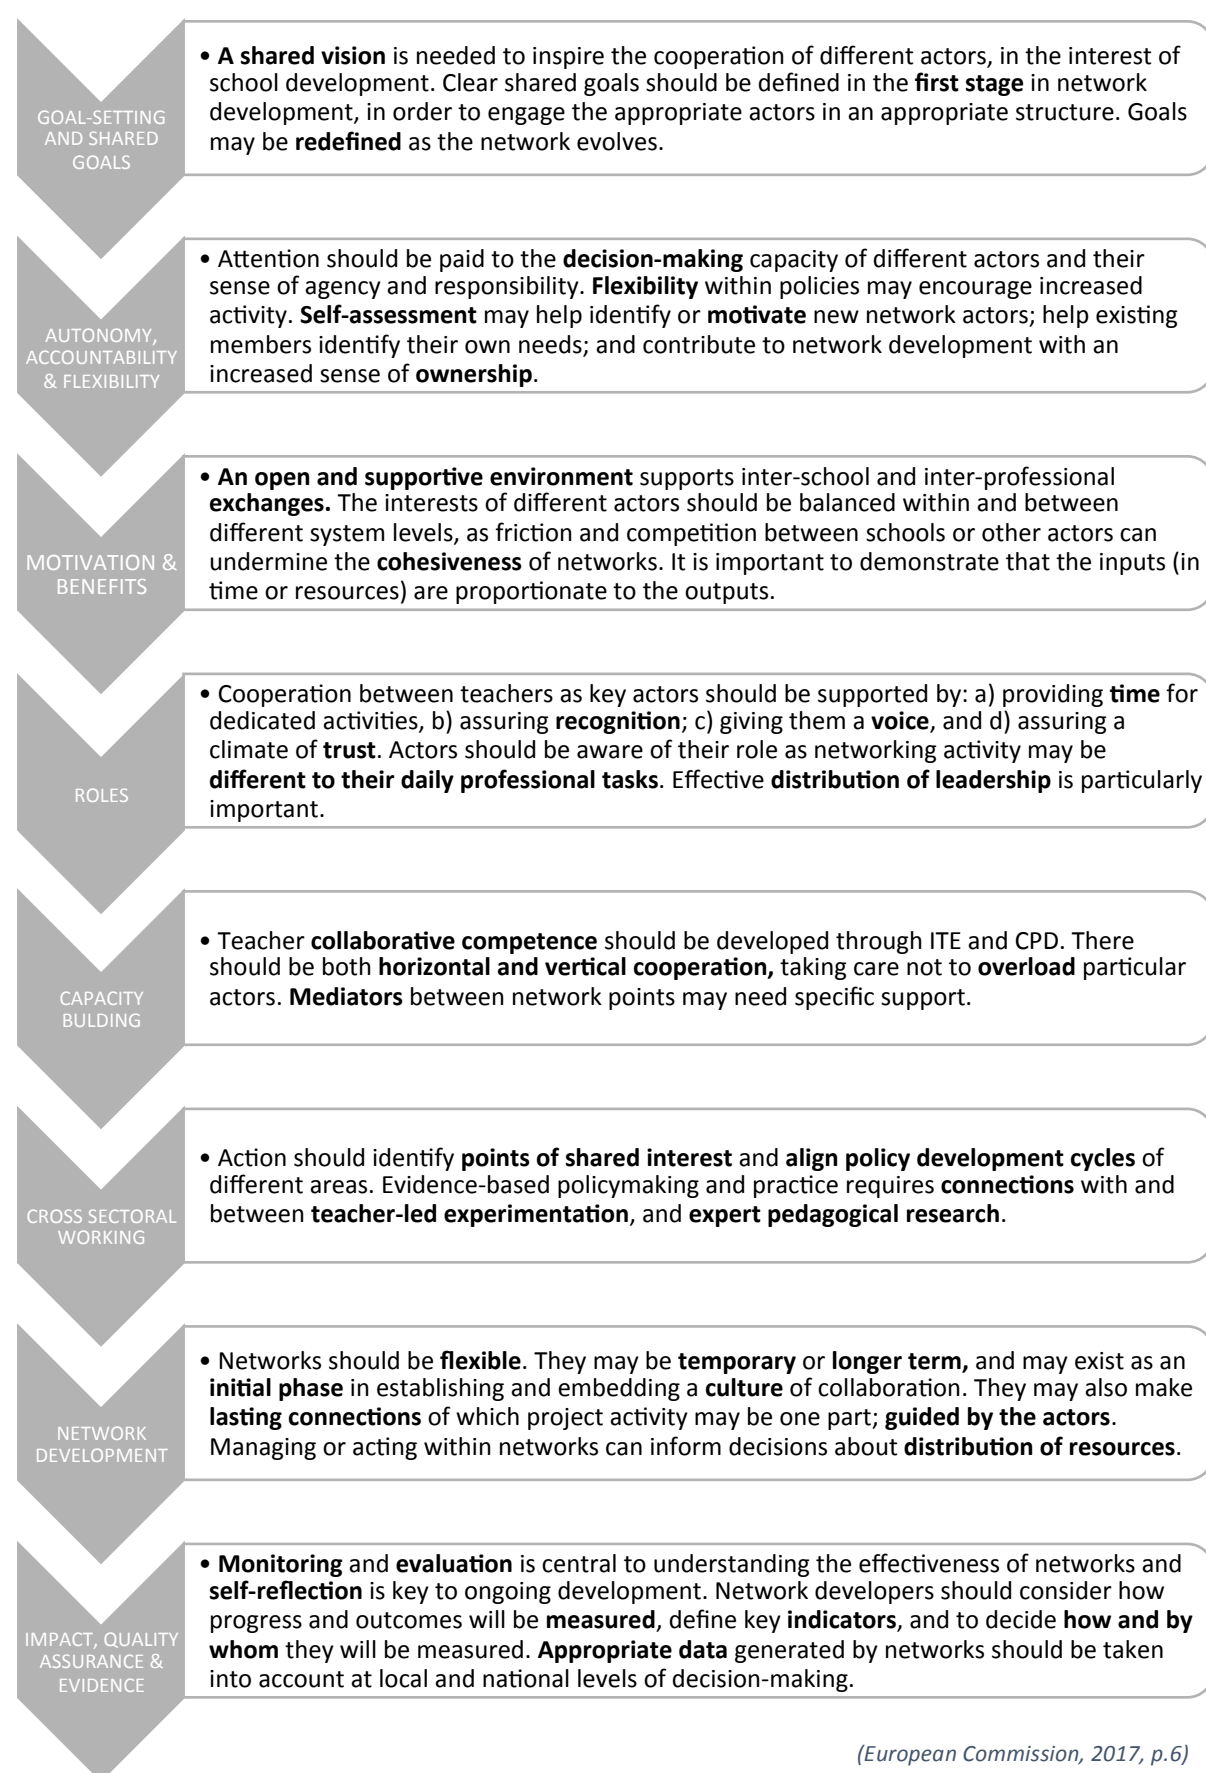 GOAL-SETTING
AND SHARED
GOALS
• A shared vision is needed to inspire the cooperation of different actors, in the interest of
school development. Clear shared goals should be defined in the first stage in network
development, in order to engage the appropriate actors in an appropriate structure. Goals
may be redefined as the network evolves.
AUTONOMY,
ACCOUNTABILITY
& FLEXIBILITY
• Attention should be paid to the decision-making capacity of different actors and their
sense of agency and responsibility. Flexibility within policies may encourage increased
activity. Self-assessment may help identify or motivate new network actors; help existing
members identify their own needs; and contribute to network development with an
increased sense of ownership.
MOTIVATION &
BENEFITS
• An open and supportive environment supports inter-school and inter-professional
exchanges. The interests of different actors should be balanced within and between
different system levels, as friction and competition between schools or other actors can
undermine the cohesiveness of networks. It is important to demonstrate that the inputs (in
time or resources) are proportionate to the outputs.
ROLES
• Cooperation between teachers as key actors should be supported by: a) providing time for
dedicated activities, b) assuring recognition; c) giving them a voice, and d) assuring a
climate of trust. Actors should be aware of their role as networking activity may be
different to their daily professional tasks. Effective distribution of leadership is particularly
important.
CAPACITY
BULDING
• Teacher collaborative competence should be developed through ITE and CPD. There
should be both horizontal and vertical cooperation, taking care not to overload particular
actors. Mediators between network points may need specific support.
CROSS SECTORAL
WORKING
• Action should identify points of shared interest and align policy development cycles of
different areas. Evidence-based policymaking and practice requires connections with and
between teacher-led experimentation, and expert pedagogical research.
NETWORK
DEVELOPMENT
• Networks should be flexible. They may be temporary or longer term, and may exist as an
initial phase in establishing and embedding a culture of collaboration. They may also make
lasting connections of which project activity may be one part; guided by the actors.
Managing or acting within networks can inform decisions about distribution of resources.
IMPACT, QUALITY
ASSURANCE &
EVIDENCE
• Monitoring and evaluation is central to understanding the effectiveness of networks and
self-reflection is key to ongoing development. Network developers should consider how
progress and outcomes will be measured, define key indicators, and to decide how and by
whom they will be measured. Appropriate data generated by networks should be taken
into account at local and national levels of decision-making.
(European Commission, 2017, p.6)